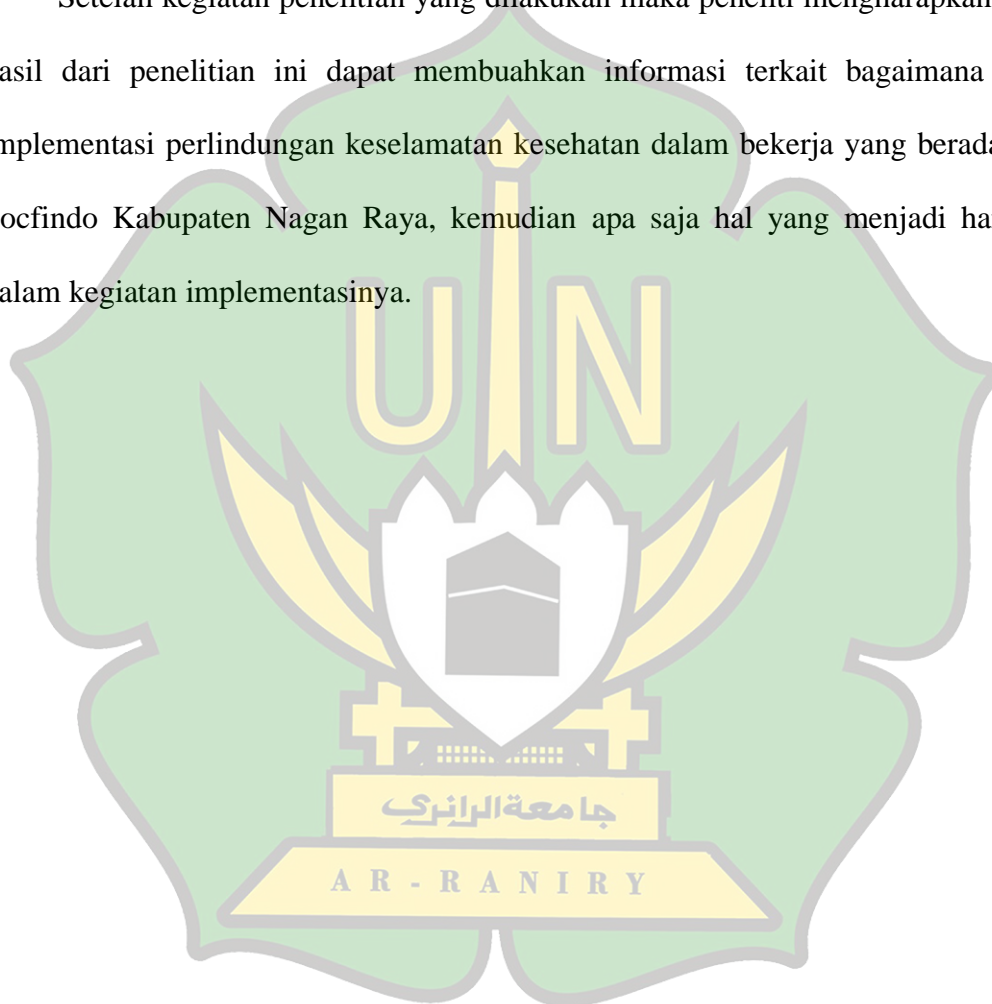 Setelah kegiatan penelitian yang dilakukan maka peneliti mengharapkan
asil dari penelitian ini dapat membuahkan informasi terkait bagaimana
mplementasi perlindungan keselamatan kesehatan dalam bekerja yang berada
ocfindo Kabupaten Nagan Raya, kemudian apa saja hal yang menjadi ha
alam kegiatan implementasinya.
UIN
جامعة الرانري
AR-RANIRY